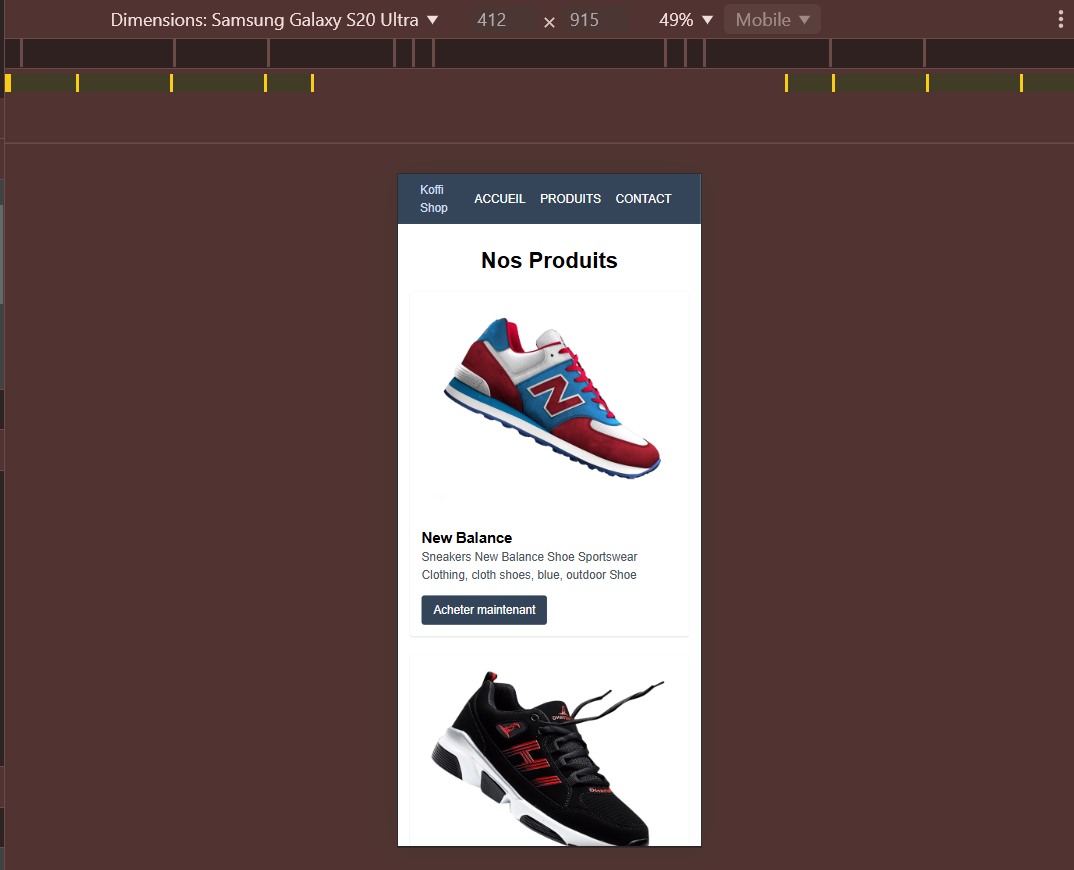 Dimensions: Samsung Galaxy S20 Ultra ▼ 412 × 915 49% ▼ Mobile ▼
Koffi
Shop
ACCUEIL PRODUITS CONTACT
Nos Produits
N
New Balance
Sneakers New Balance Shoe Sportswear
Clothing, cloth shoes, blue, outdoor Shoe
Acheter maintenant